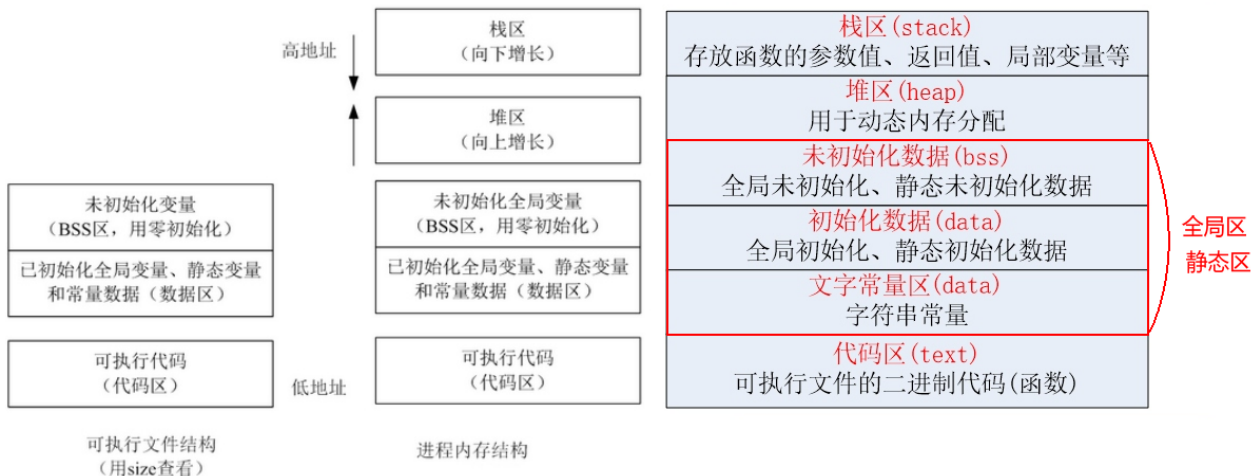 高地址
栈区
（向下增长）
堆区
（向上增长）
未初始化变量
（BSS区，用零初始化）
已初始化全局变量、静态变量
和常量数据（数据区）
可执行代码
（代码区）
未初始化全局变量
（BSS区，用零初始化）
已初始化全局变量、静态变量
和常量数据（数据区）
低地址
可执行代码
（代码区）
可执行文件结构
（用size查看）
进程内存结构
栈区(stack)
存放函数的参数值、返回值、局部变量等
堆区(heap)
用于动态内存分配
未初始化数据(bss)
全局未初始化、静态未初始化数据
初始化数据(data)
全局初始化、静态初始化数据
文字常量区(data)
字符串常量
代码区(text)
可执行文件的二进制代码(函数)
全局区
静态区